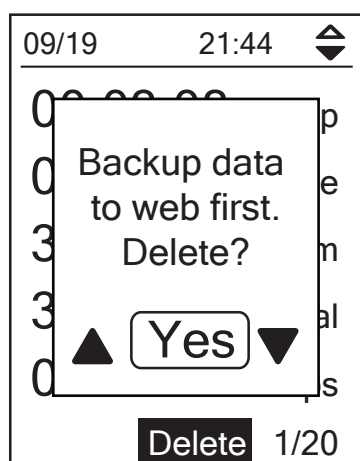 09/19 21:44
Backup data
to web first.
Delete?
Yes
Delete 1/20